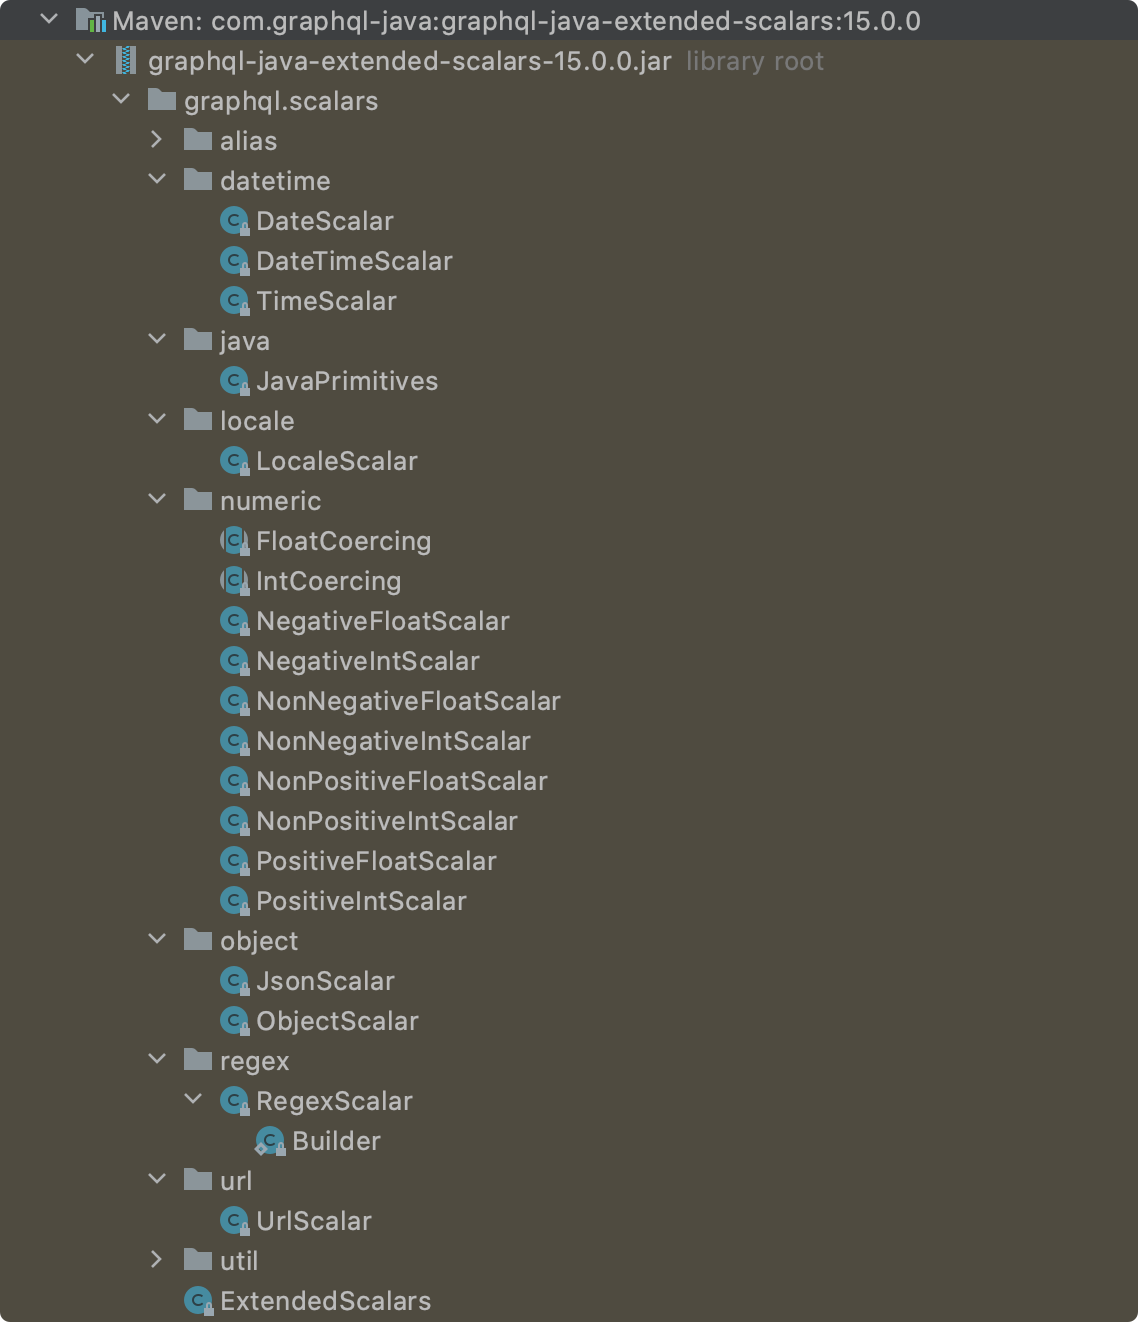 Maven: com.graphql-java:graphql-java-extended-scalars:15.0.0
graphql-java-extended-scalars-15.0.0.jar library root
graphql.scalars
alias
datetime
DateScalar
DateTimeScalar
TimeScalar
java
JavaPrimitives
locale
LocaleScalar
numeric
FloatCoercing
IntCoercing
NegativeFloatScalar
NegativeIntScalar
NonNegativeFloatScalar
NonNegativeIntScalar
NonPositiveFloatScalar
NonPositiveIntScalar
PositiveFloatScalar
PositiveIntScalar
object
JsonScalar
ObjectScalar
regex
RegexScalar
Builder
url
UrlScalar
util
ExtendedScalars